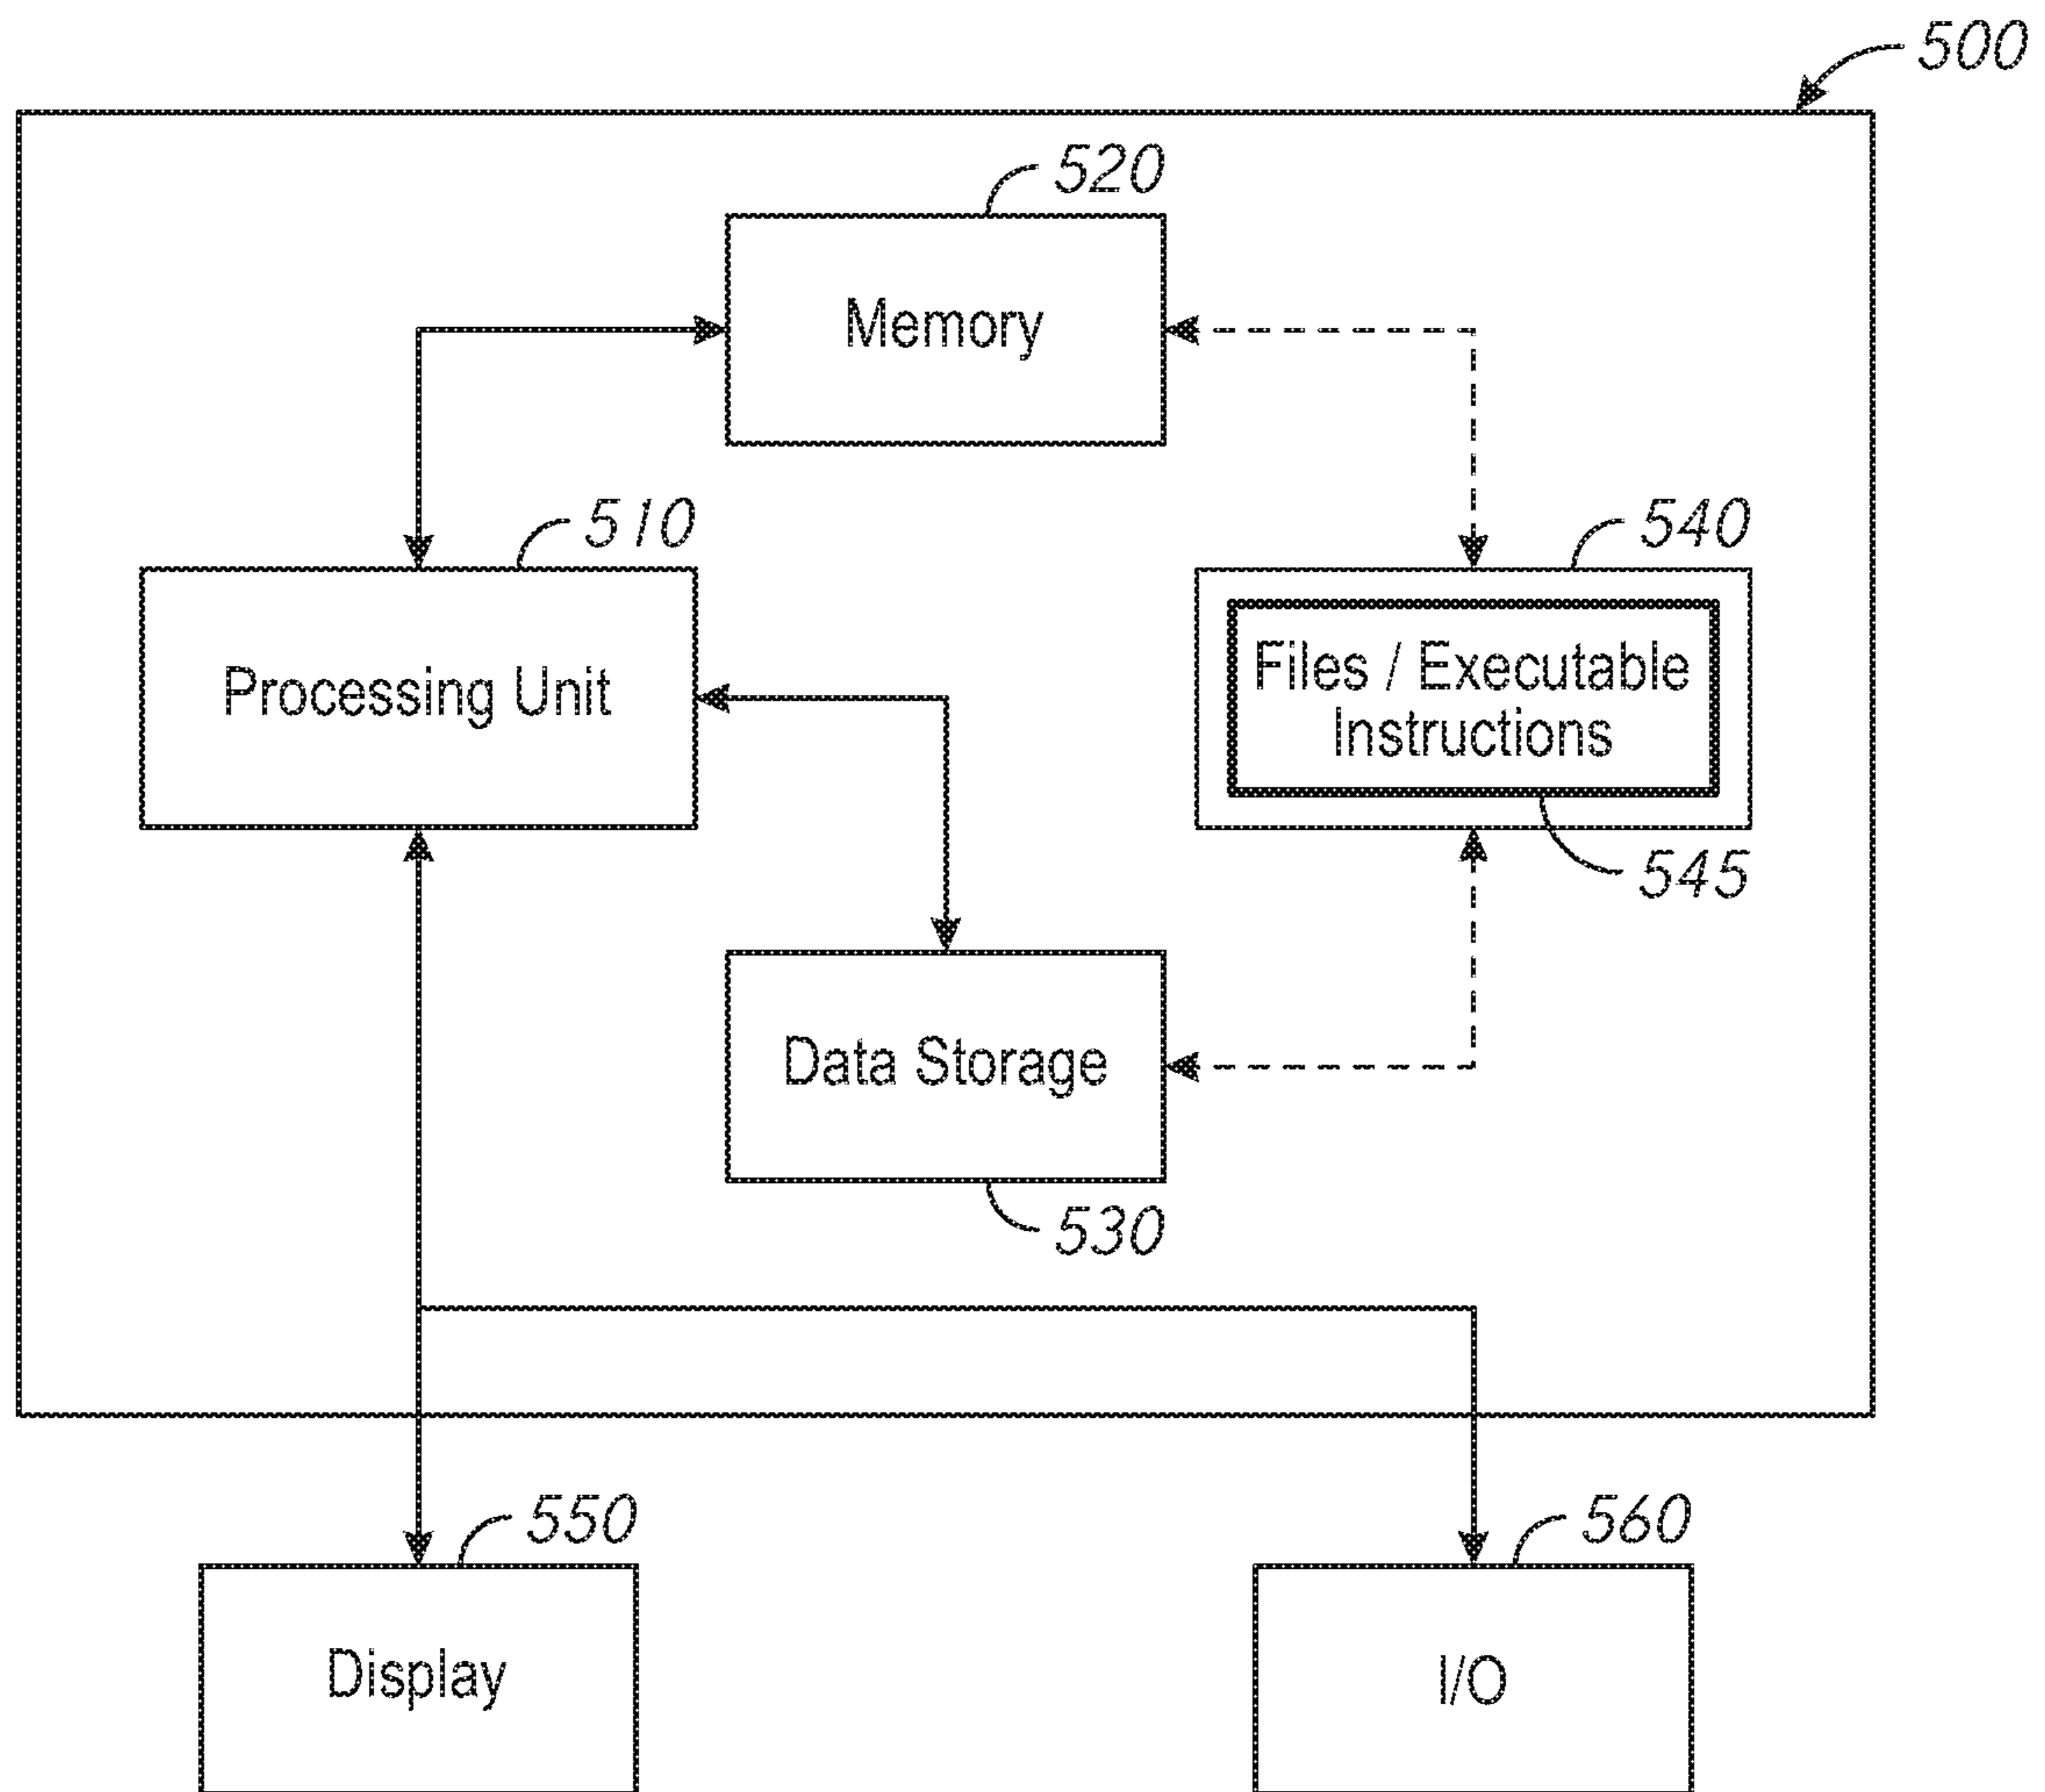 500
520
Memory
510
540
Processing Unit
Files / Executable
Instructions
545
Data Storage
530
550
560
Display
I/O